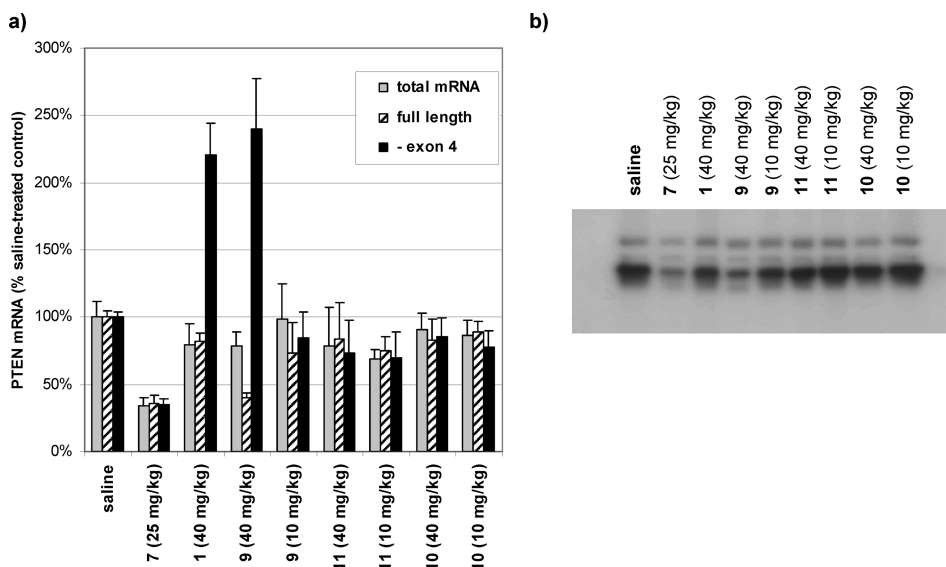 a)
300%
250%
200%
150%
100%
50%
0%
PTEN mRNA (% saline-treated control)
total mRNA
full length
- exon 4
saline
7 (25 mg/kg)
1 (40 mg/kg)
9 (40 mg/kg)
9 (10 mg/kg)
11 (40 mg/kg)
11 (10 mg/kg)
10 (40 mg/kg)
10 (10 mg/kg)
b)
saline
7 (25 mg/kg)
1 (40 mg/kg)
9 (40 mg/kg)
9 (10 mg/kg)
11 (40 mg/kg)
11 (10 mg/kg)
10 (40 mg/kg)
10 (10 mg/kg)